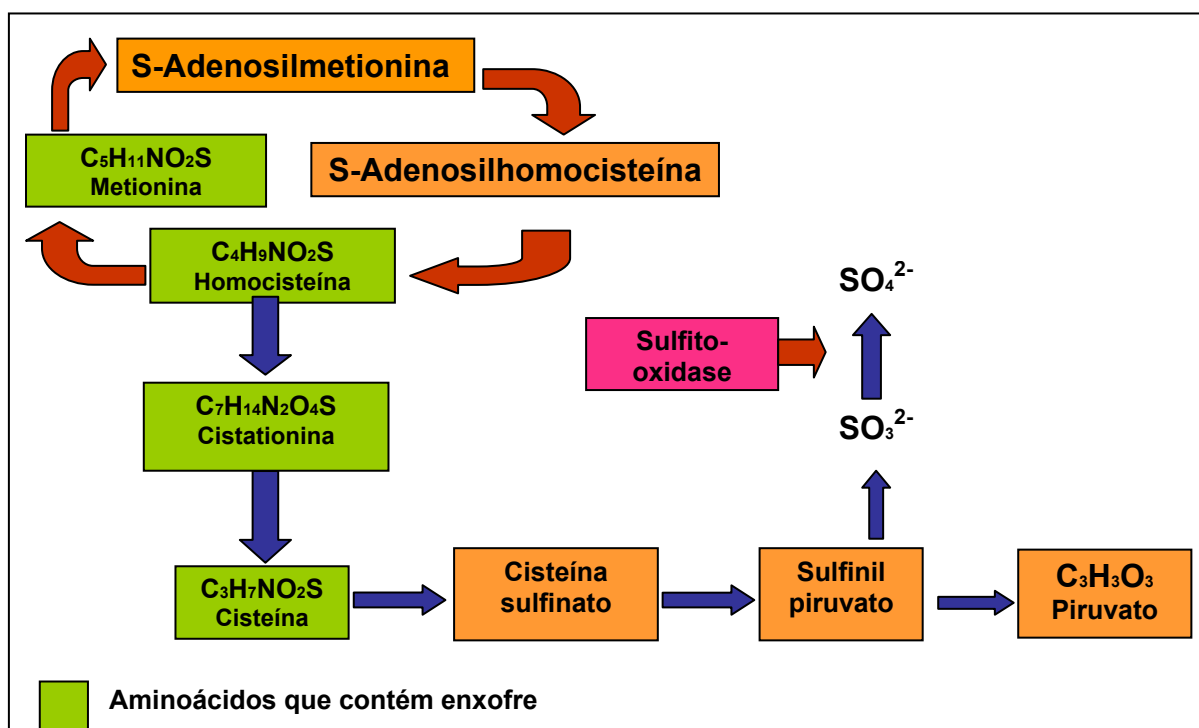 S-Adenosilmetionina
C₅H₁₁NO₂S
Metionina
S-Adenosilhomocisteína
C₄H₉NO₂S
Homocisteína
SO₄²⁻
Sulfito-
oxidase
C₇H₁₄N₂O₄S
Cistationina
SO₃²⁻
C₃H₇NO₂S
Cisteína
Cisteína
sulfinato
Sulfinil
piruvato
C₃H₃O₃
Piruvato
Aminoácidos que contém enxofre